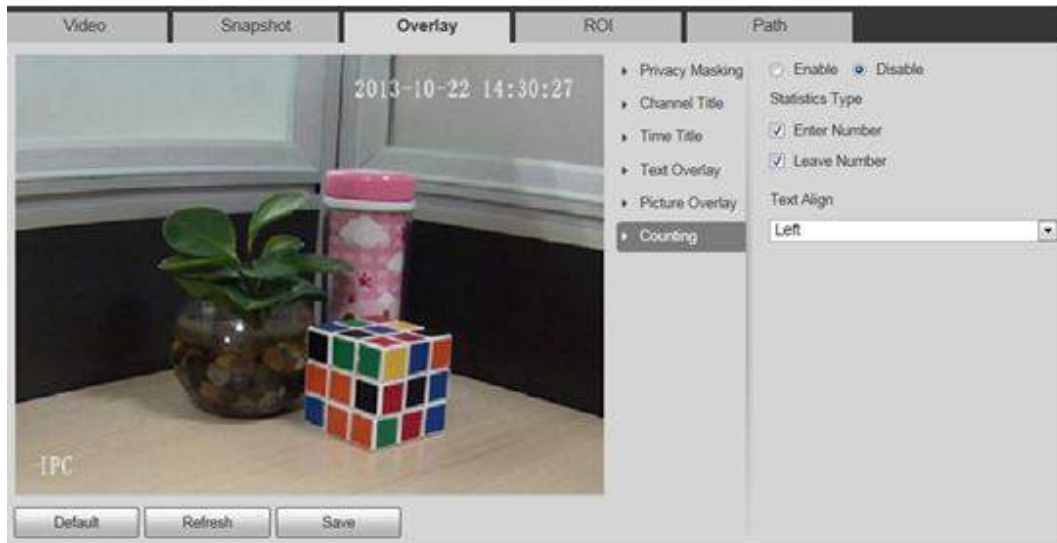 Video
Snapshot
Overlay
ROI
Path
2013-10-22 14:30:27
IPC
Privacy Masking
Channel Title
Time Title
Text Overlay
Picture Overlay
Counting
Enable
Disable
Statistics Type
Enter Number
Leave Number
Text Align
Left
Default
Refresh
Save